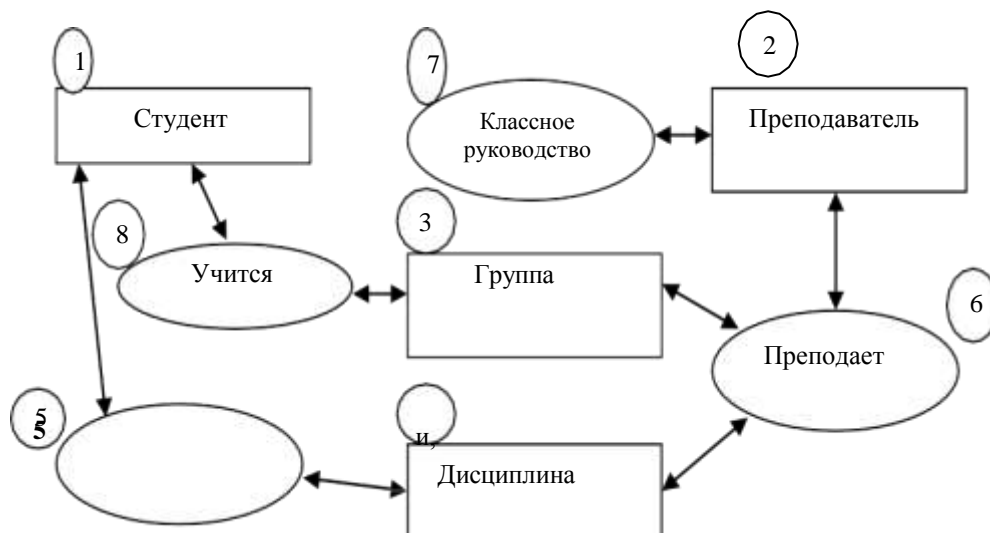 1
2
7
Студент
Классное
руководство
Преподаватель
8
3
Учится
Группа
6
Преподает
5
5
и,
Дисциплина